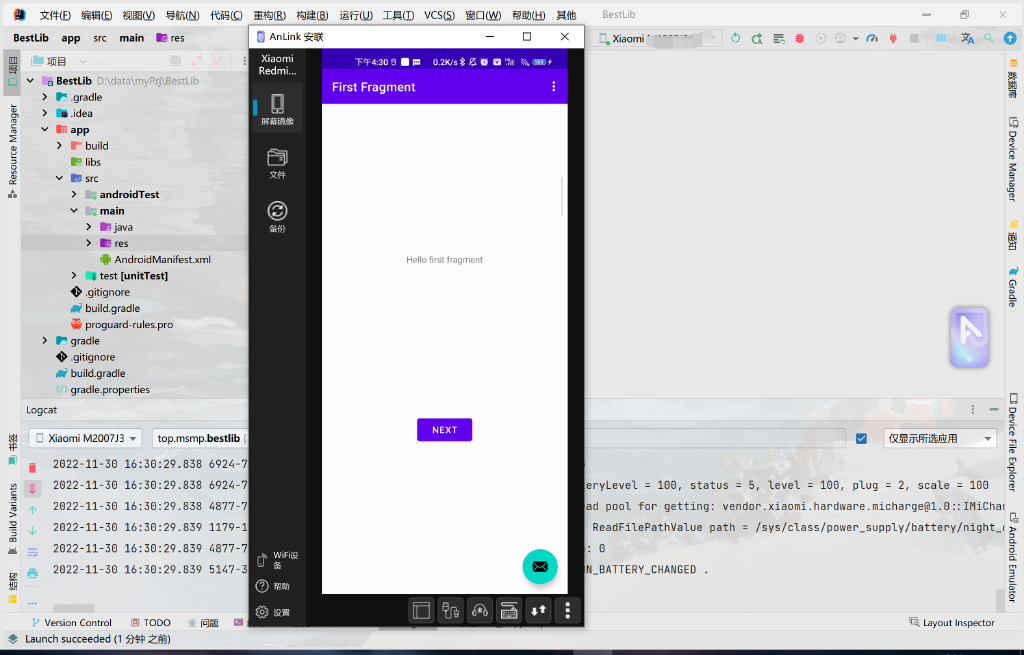 文件(F) 编辑(E) 视图(V) 导航(N) 代码(C) 重构(R) 构建(B) 运行(U) 工具(T) VCS(S) 窗口(W) 帮助(H) 其他 BestLib
BestLib app src main res
Xiaomi
AnLink 安联
项目
BestLib D:\data\myPrj\BestLib
.gradle
.idea
app
build
libs
src
androidTest
main
java
res
AndroidManifest.xml
test [unitTest]
.gitignore
build.gradle
proguard-rules.pro
gradle
.gitignore
build.gradle
gradle.properties
项目
Resource Manager
书签
Build Variants
结构
Xiaomi
Redmi...
屏幕镜像
文件
备份
WiFi设
备
帮助
设置
下午4:30 0.2K/s
First Fragment
Hello first fragment
NEXT
数据库
Device Manager
通知
Gradle
Device File Explorer
Android Emulator
Logcat
Xiaomi M2007J3 top.msmp.bestlib 仅显示所选应用
2022-11-30 16:30:29.838 6924-7
2022-11-30 16:30:29.838 6924-7 teryLevel = 100, status = 5, level = 100, plug = 2, scale = 100
2022-11-30 16:30:29.838 4877-7 ad pool for getting: vendor.xiaomi.hardware.micharge@1.0::IMiChar
2022-11-30 16:30:29.839 1179-1 ReadFilePathValue path = /sys/class/power_supply/battery/night_c
2022-11-30 16:30:29.839 4877-7 : 0
2022-11-30 16:30:29.839 5147-3 ON_BATTERY_CHANGED .
Version Control TODO 问题 Layout Inspector
Launch succeeded (1 分钟 之前)